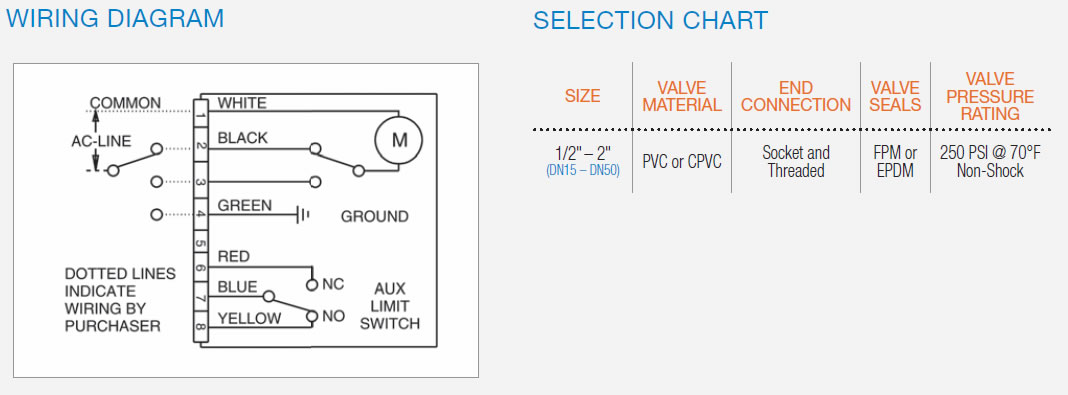 WIRING DIAGRAM
COMMON
WHITE
1
AC-LINE
BLACK
2
M
3
GREEN
4
GROUND
5
RED
6
DOTTED LINES
INDICATE
WIRING BY
PURCHASER
NC
BLUE
7
AUX
LIMIT
SWITCH
YELLOW
8
NO
SELECTION CHART
SIZE
VALVE
MATERIAL
END
CONNECTION
VALVE
SEALS
VALVE
PRESSURE
RATING
1/2" – 2"
(DN15 – DN50)
PVC or CPVC
Socket and
Threaded
FPM or
EPDM
250 PSI @ 70°F
Non-Shock